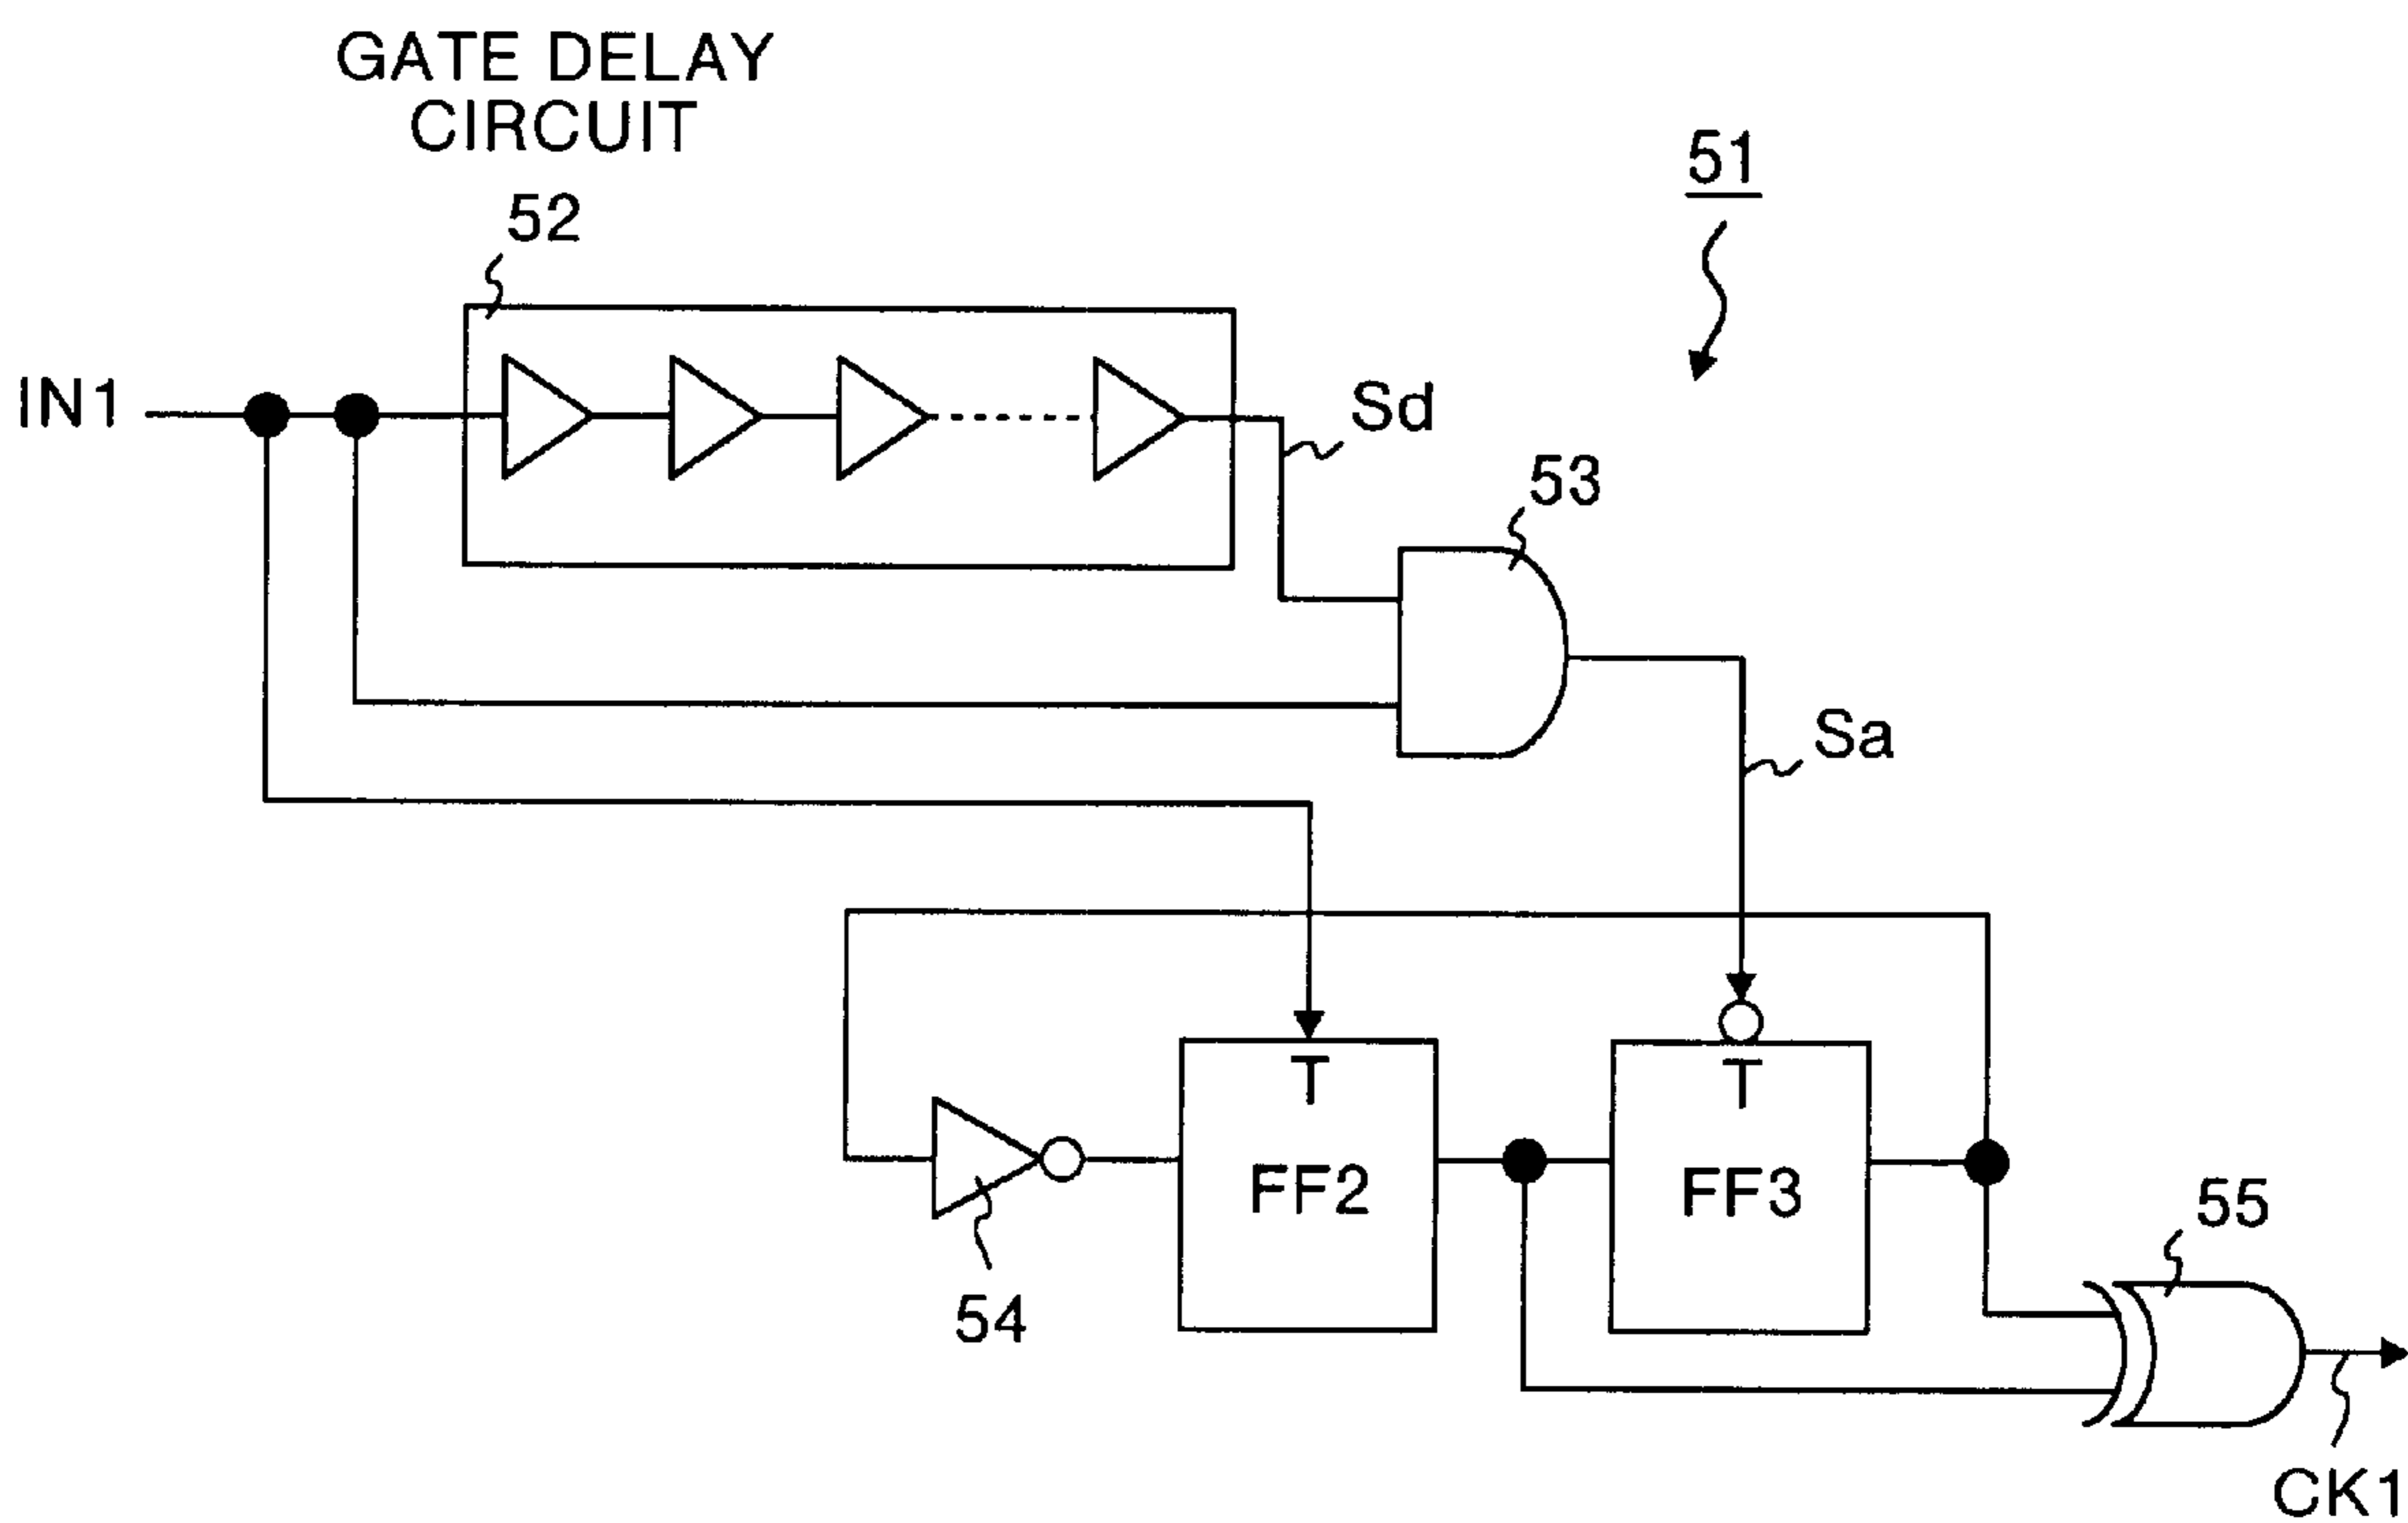 GATE DELAY
CIRCUIT
51
52
IN1
Sd
53
Sa
T
T
FF2
FF3
55
54
CK1